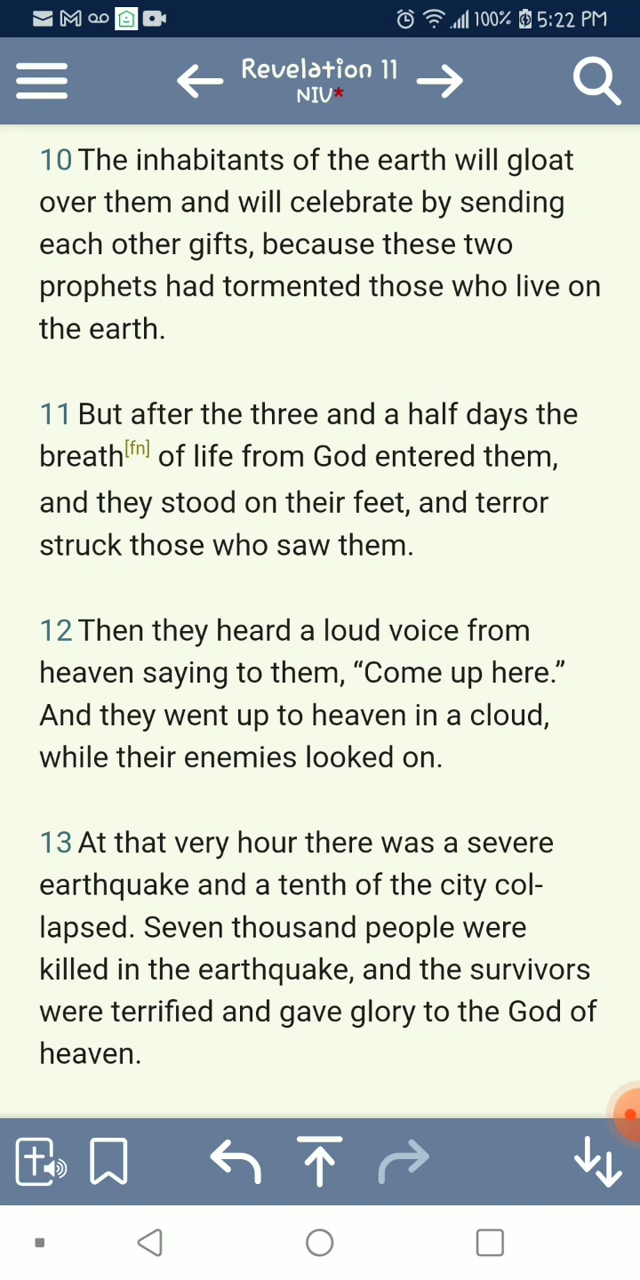 100% 5:22 PM
Revelation 11
NIV*
10 The inhabitants of the earth will gloat
over them and will celebrate by sending
each other gifts, because these two
prophets had tormented those who live on
the earth.
11 But after the three and a half days the
breath[fn] of life from God entered them,
and they stood on their feet, and terror
struck those who saw them.
12 Then they heard a loud voice from
heaven saying to them, “Come up here.”
And they went up to heaven in a cloud,
while their enemies looked on.
13 At that very hour there was a severe
earthquake and a tenth of the city col-
lapsed. Seven thousand people were
killed in the earthquake, and the survivors
were terrified and gave glory to the God of
heaven.